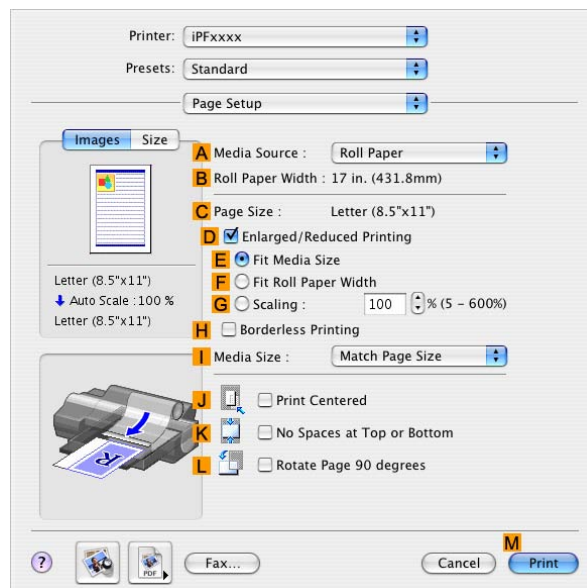 Printer: iPFxxxx
Presets: Standard
Page Setup
Images Size
A Media Source : Roll Paper
B Roll Paper Width : 17 in. (431.8mm)
C Page Size : Letter (8.5"x11")
D Enlarged/Reduced Printing
E Fit Media Size
F Fit Roll Paper Width
G Scaling : 100 % (5 - 600%)
Letter (8.5"x11")
Auto Scale :100 %
Letter (8.5"x11")
H Borderless Printing
I Media Size : Match Page Size
J Print Centered
K No Spaces at Top or Bottom
L Rotate Page 90 degrees
R
M
? PDF Fax... Cancel Print